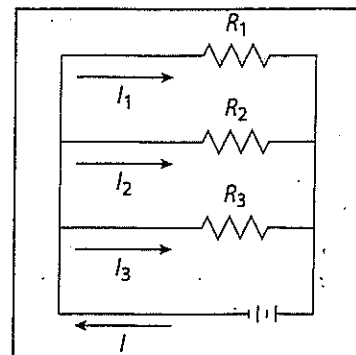 R₁
I₁
R₂
I₂
R₃
I₃
I